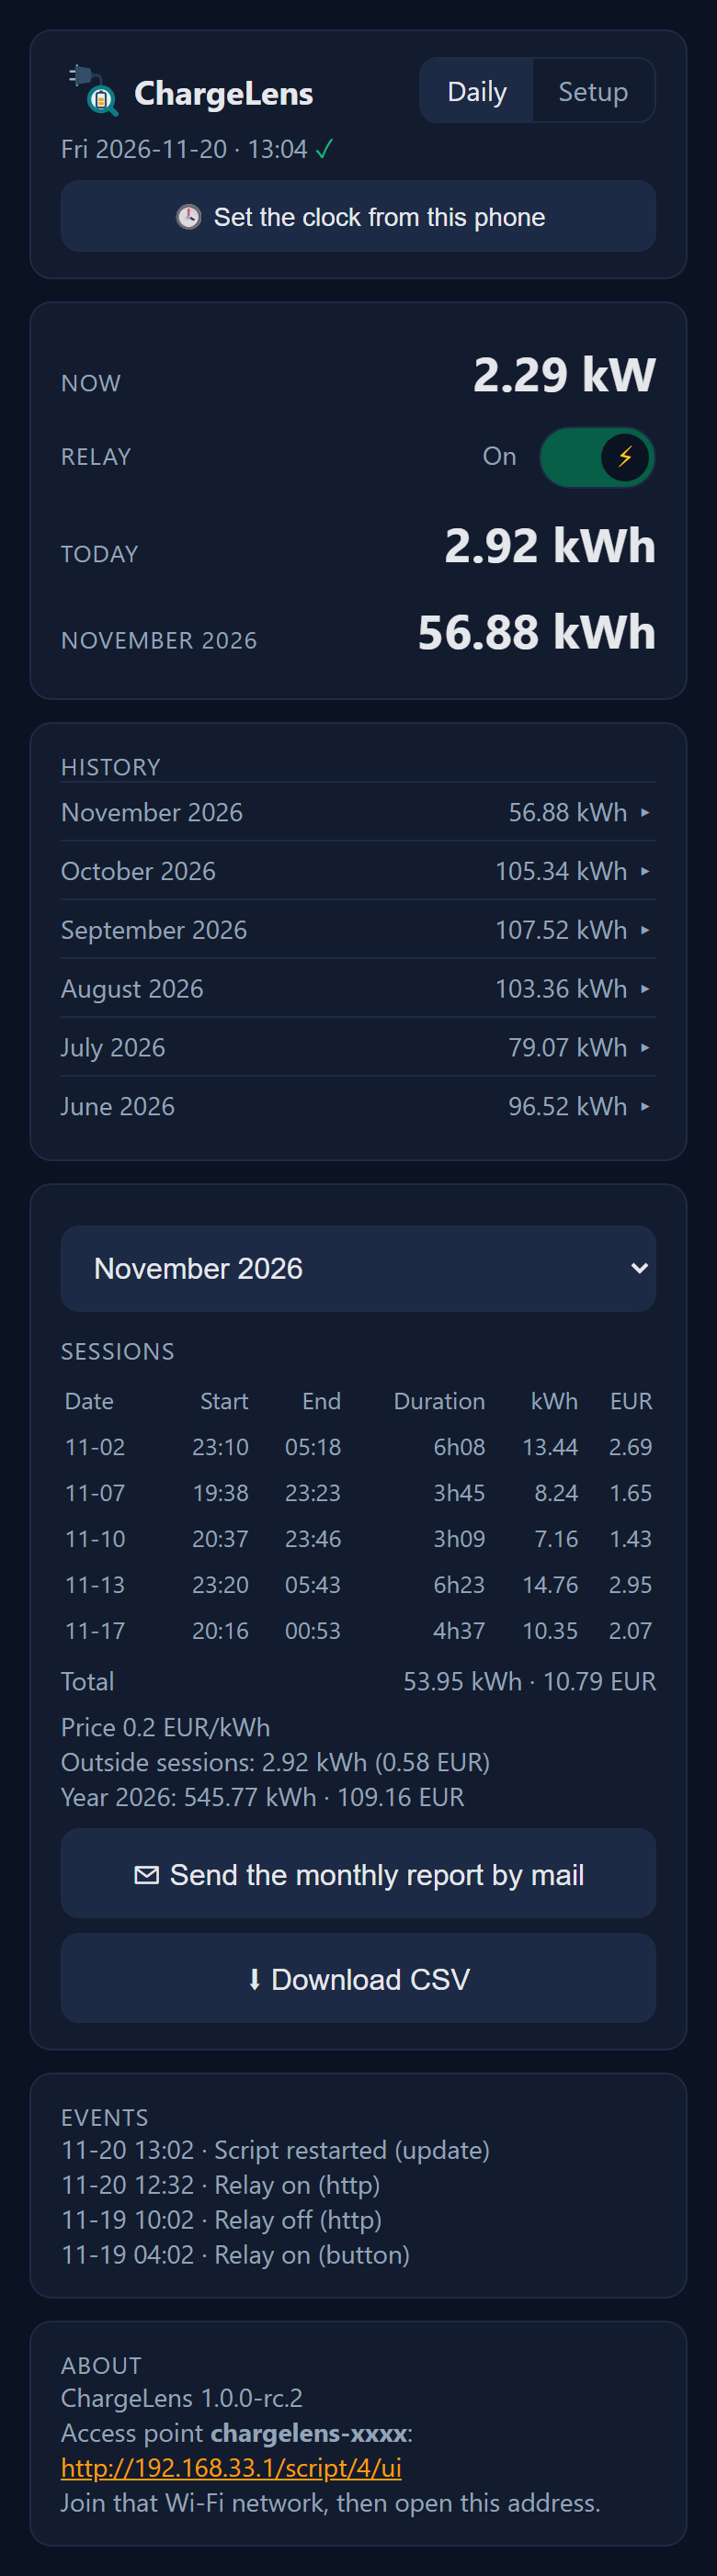 ChargeLens
Daily Setup
Fri 2026-11-20 · 13:04 ✓
🕓 Set the clock from this phone
NOW 2.29 kW
RELAY On ⚡
TODAY 2.92 kWh
NOVEMBER 2026 56.88 kWh
HISTORY
November 2026 56.88 kWh ▸
October 2026 105.34 kWh ▸
September 2026 107.52 kWh ▸
August 2026 103.36 kWh ▸
July 2026 79.07 kWh ▸
June 2026 96.52 kWh ▸
November 2026
SESSIONS
Date Start End Duration kWh EUR
11-02 23:10 05:18 6h08 13.44 2.69
11-07 19:38 23:23 3h45 8.24 1.65
11-10 20:37 23:46 3h09 7.16 1.43
11-13 23:20 05:43 6h23 14.76 2.95
11-17 20:16 00:53 4h37 10.35 2.07
Total 53.95 kWh · 10.79 EUR
Price 0.2 EUR/kWh
Outside sessions: 2.92 kWh (0.58 EUR)
Year 2026: 545.77 kWh · 109.16 EUR
✉ Send the monthly report by mail
⬇ Download CSV
EVENTS
11-20 13:02 · Script restarted (update)
11-20 12:32 · Relay on (http)
11-19 10:02 · Relay off (http)
11-19 04:02 · Relay on (button)
ABOUT
ChargeLens 1.0.0-rc.2
Access point chargelens-xxxx:
http://192.168.33.1/script/4/ui
Join that Wi-Fi network, then open this address.